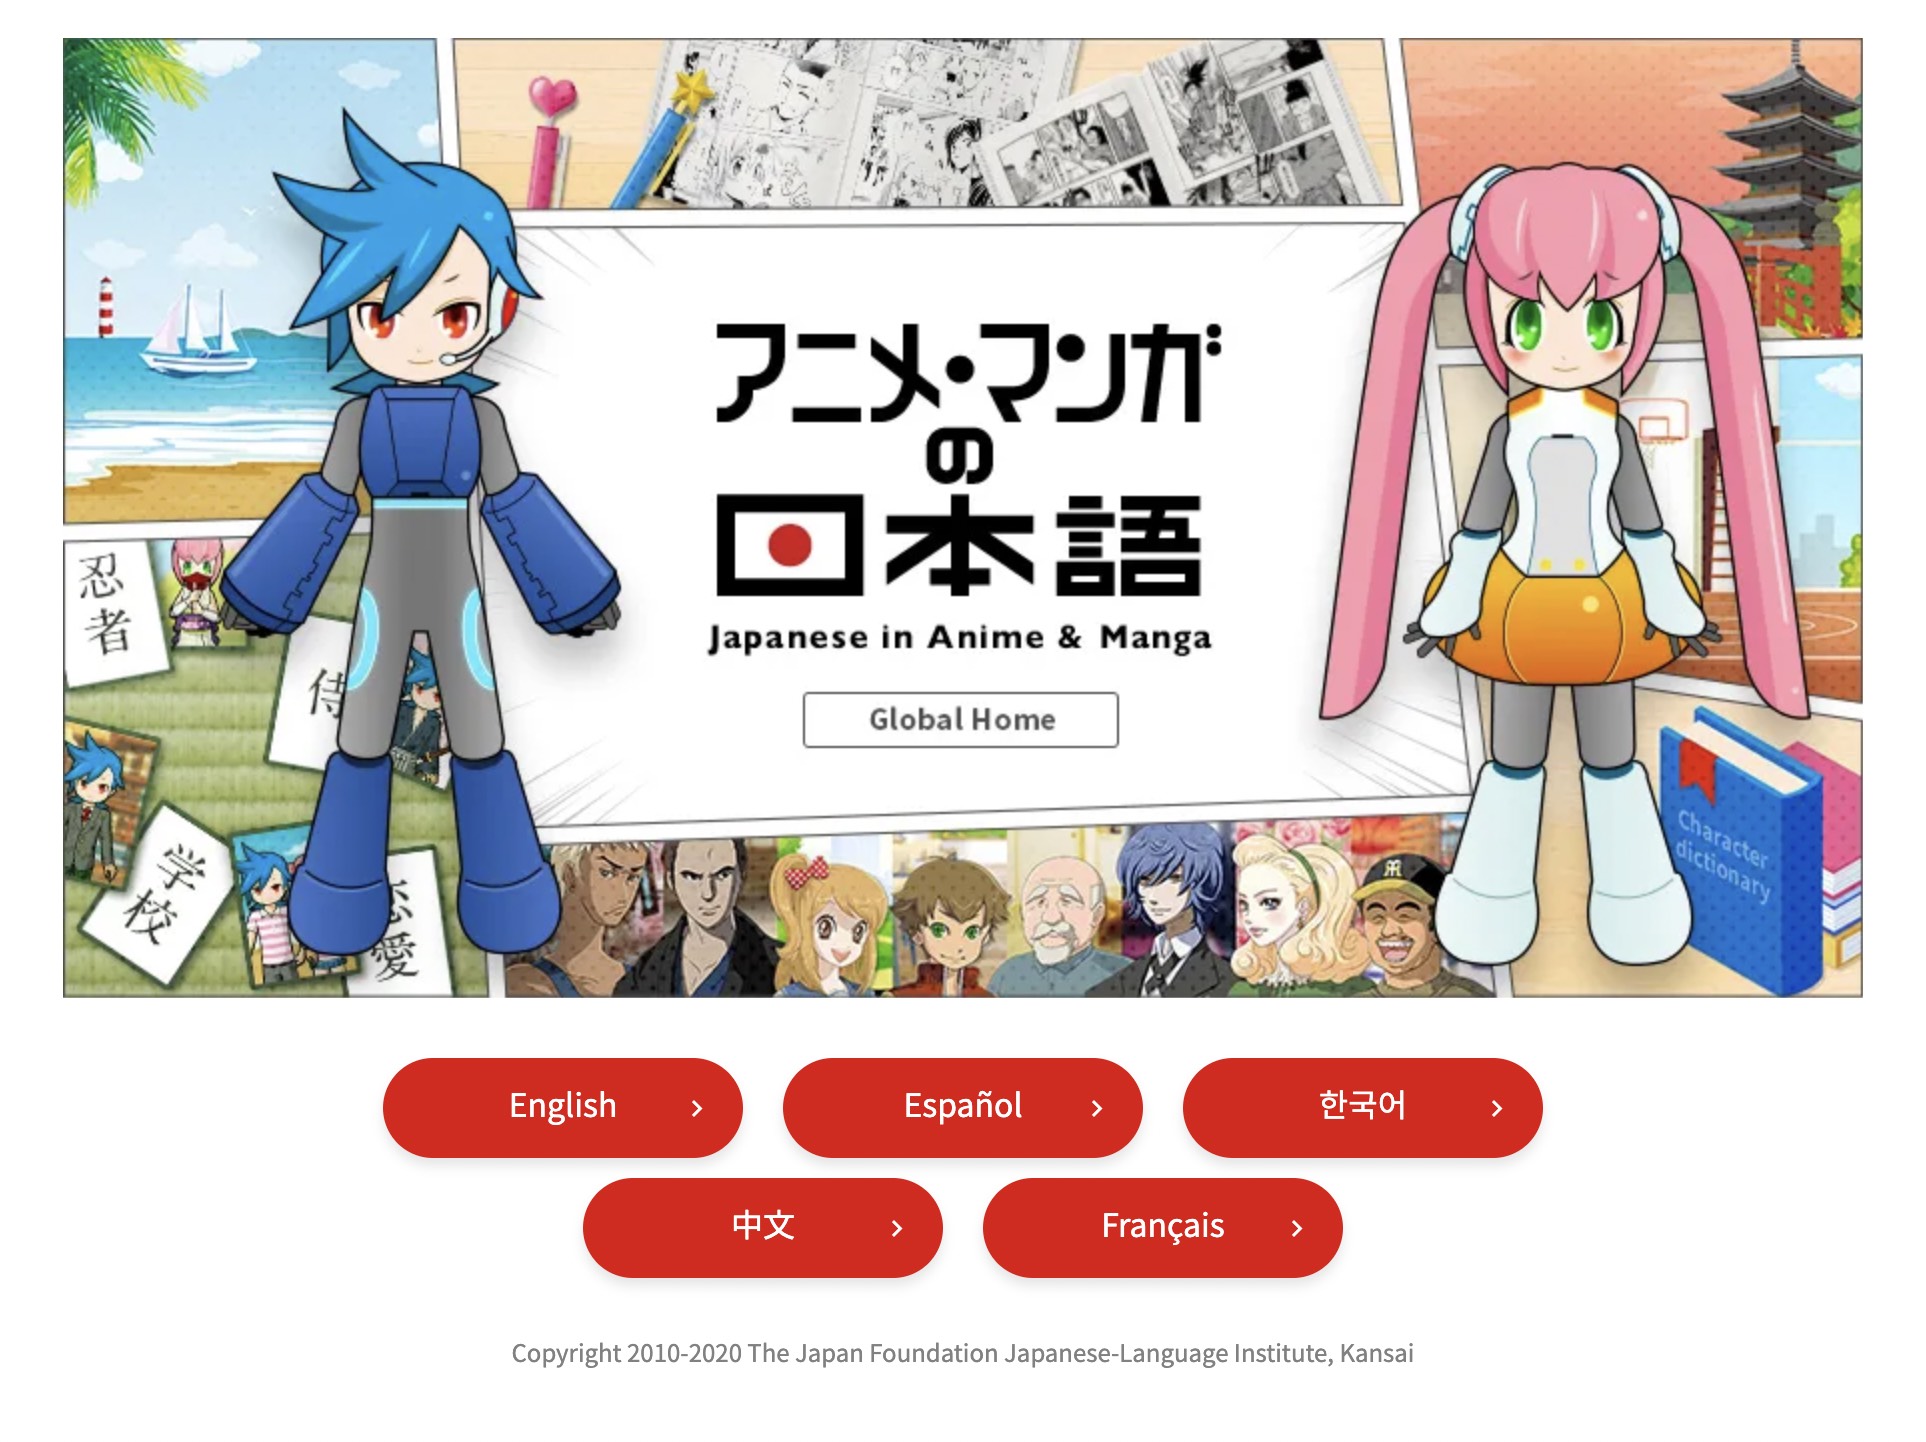 アニメ・マンガ
の
日本語
Japanese in Anime & Manga
Global Home
忍者
侍
学校
恋愛
Character
dictionary
English
Español
한국어
中文
Français
Copyright 2010-2020 The Japan Foundation Japanese-Language Institute, Kansai